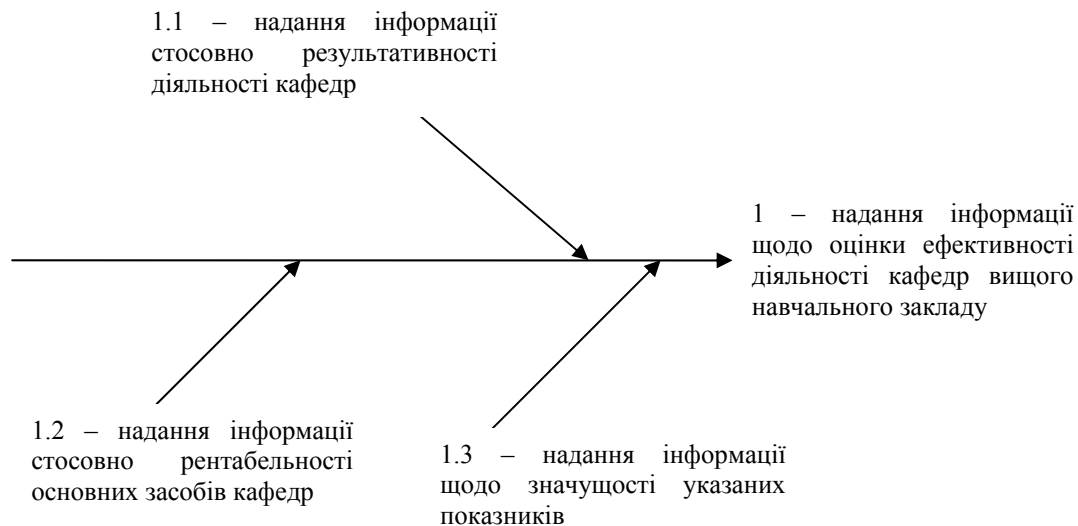 1.1 – надання інформації
стосовно результативності
діяльності кафедр
1 – надання інформації
щодо оцінки ефективності
діяльності кафедр вищого
навчального закладу
1.2 – надання інформації
стосовно рентабельності
основних засобів кафедр
1.3 – надання інформації
щодо значущості указаних
показників